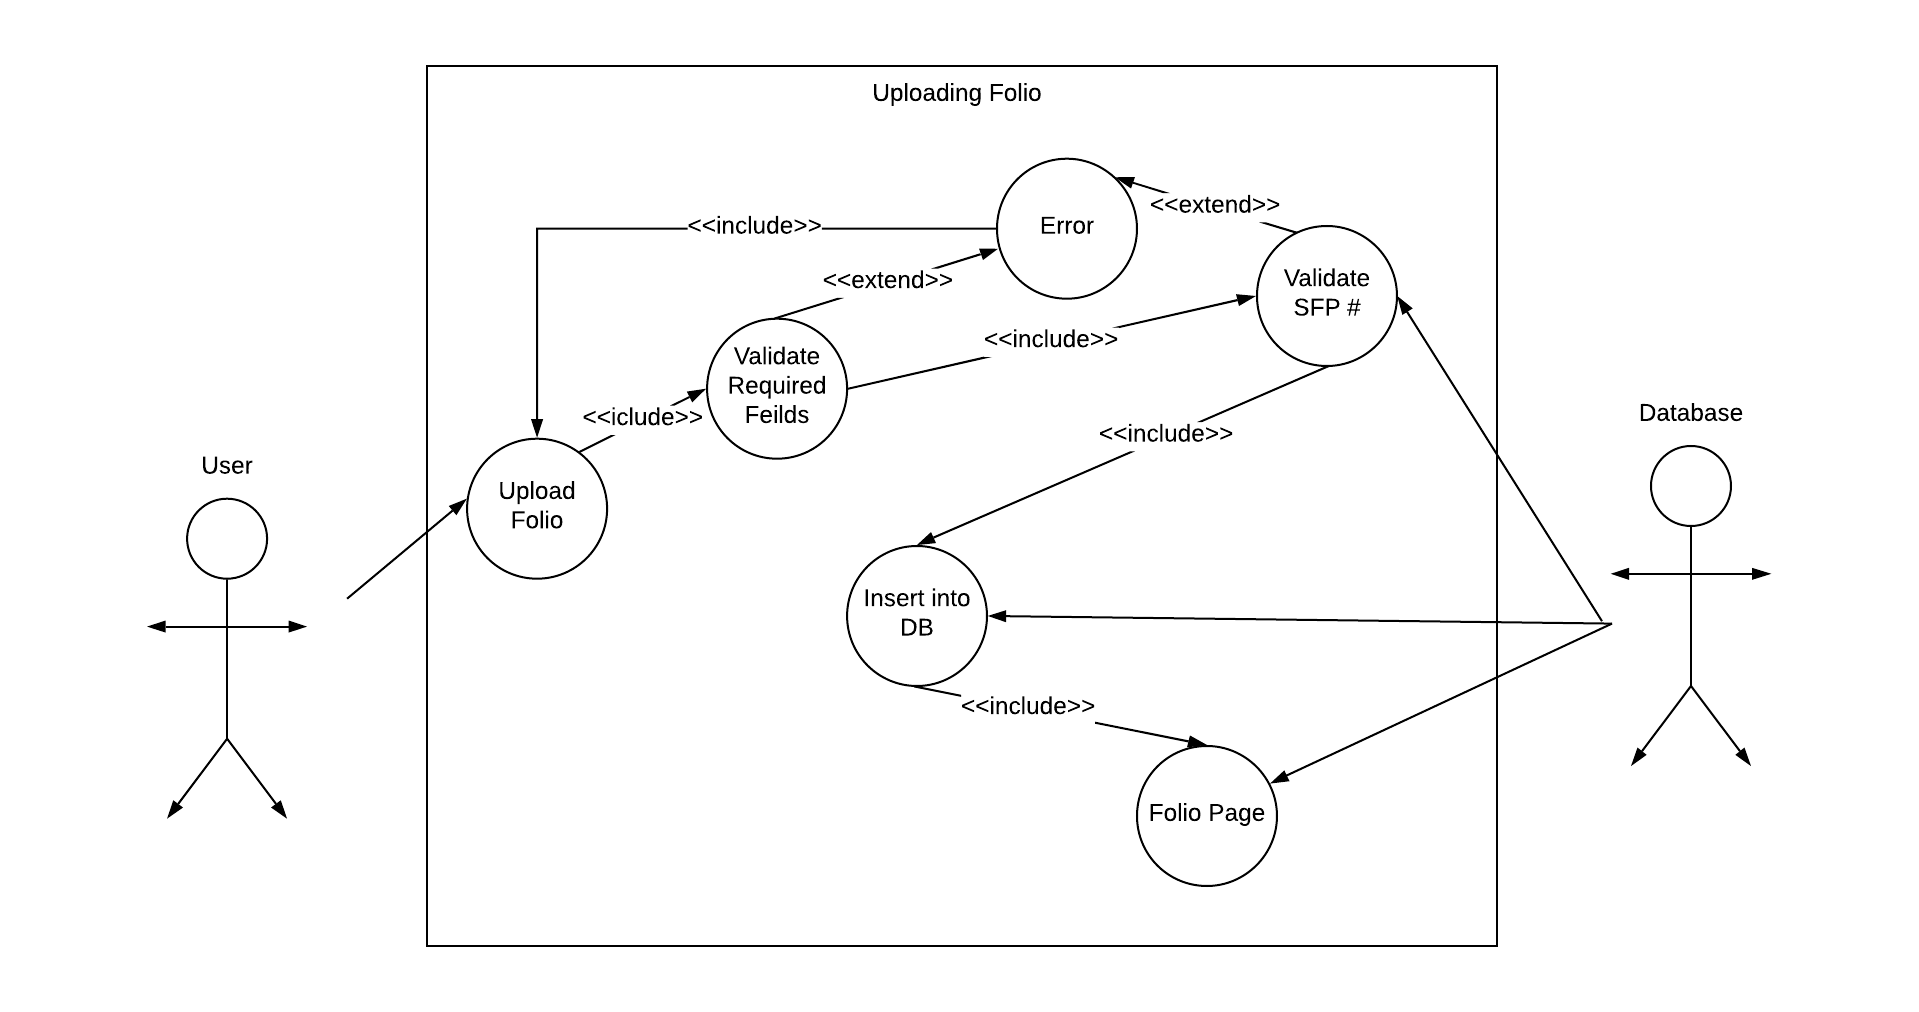 Uploading Folio
<<extend>>
Error
<<include>>
Validate
SFP #
<<extend>>
<<include>>
Validate
Required
Feilds
<<iclude>>
Database
<<include>>
User
Upload
Folio
Insert into
DB
<<include>>
Folio Page